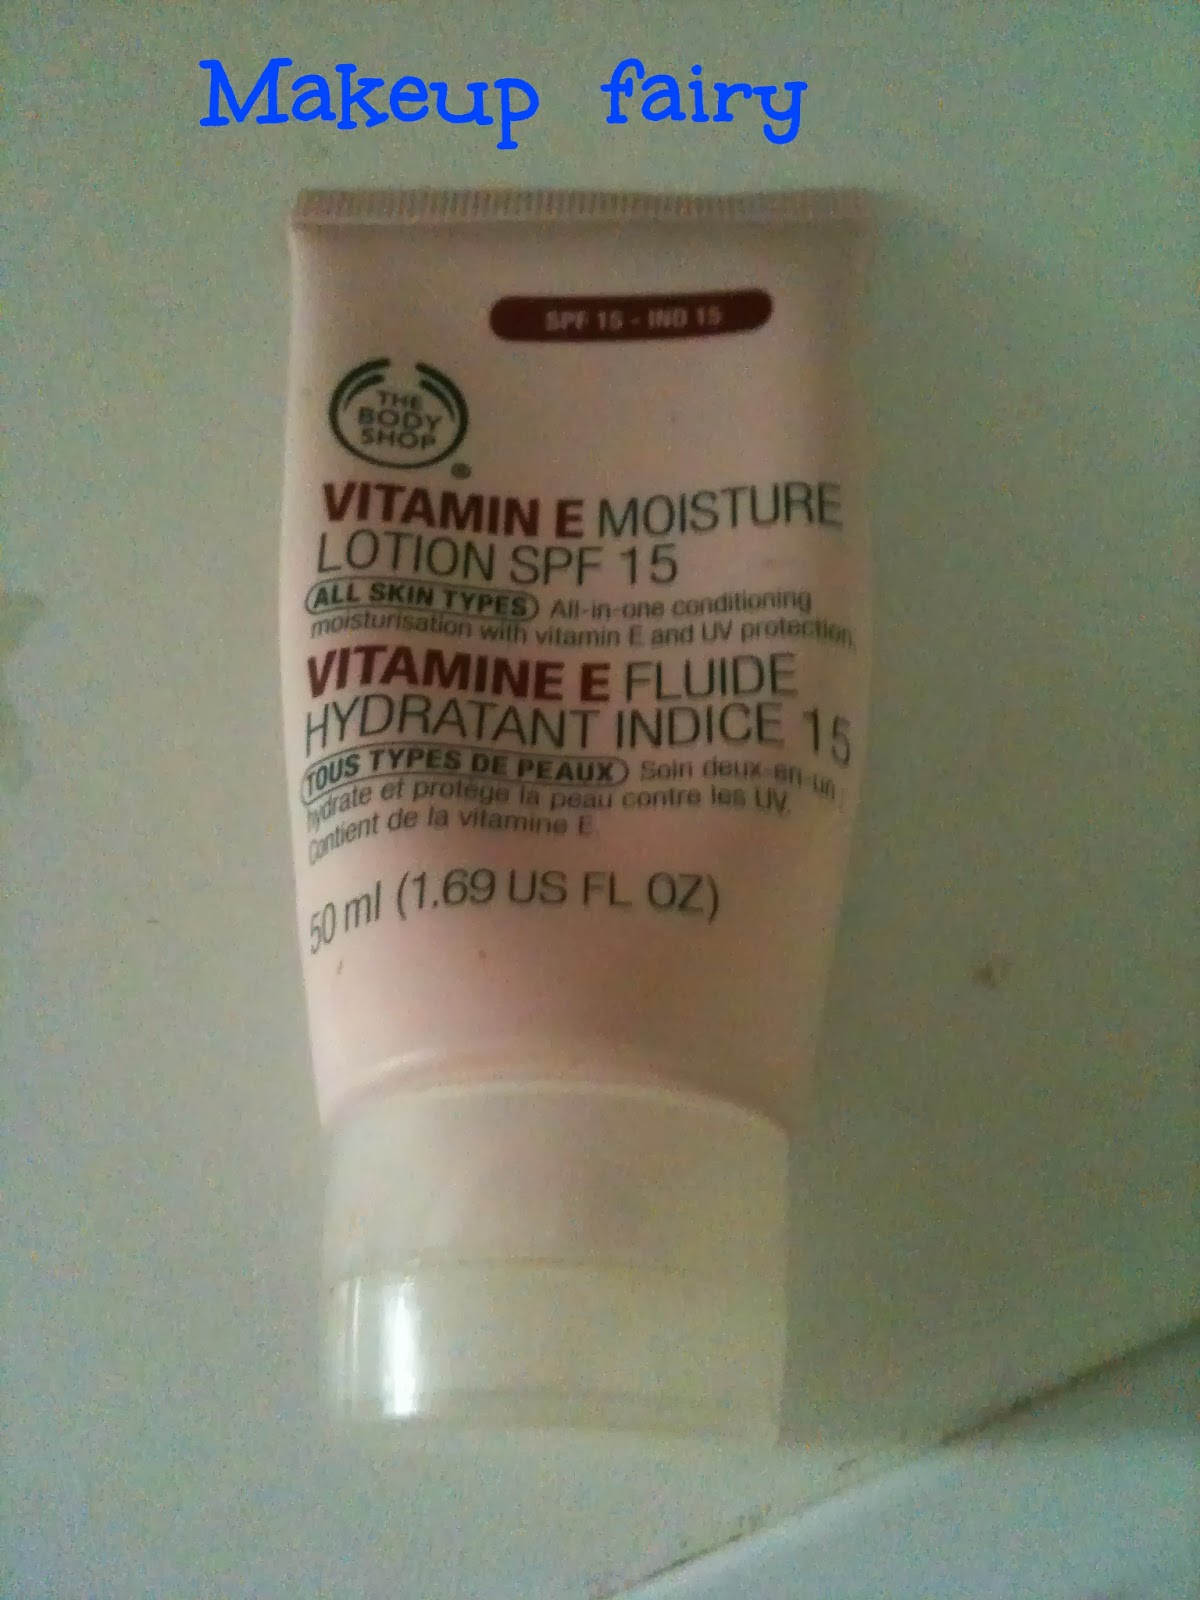 Makeup fairy
SPF 15 - IND 15
THE
BODY
SHOP
®
VITAMIN E MOISTURE
LOTION SPF 15
ALL SKIN TYPES All-in-one conditioning
moisturisation with vitamin E and UV protection.
VITAMINE E FLUIDE
HYDRATANT INDICE 15
TOUS TYPES DE PEAUX Soin deux-en-un :
hydrate et protège la peau contre les UV.
Contient de la vitamine E.
50 ml (1.69 US FL OZ)